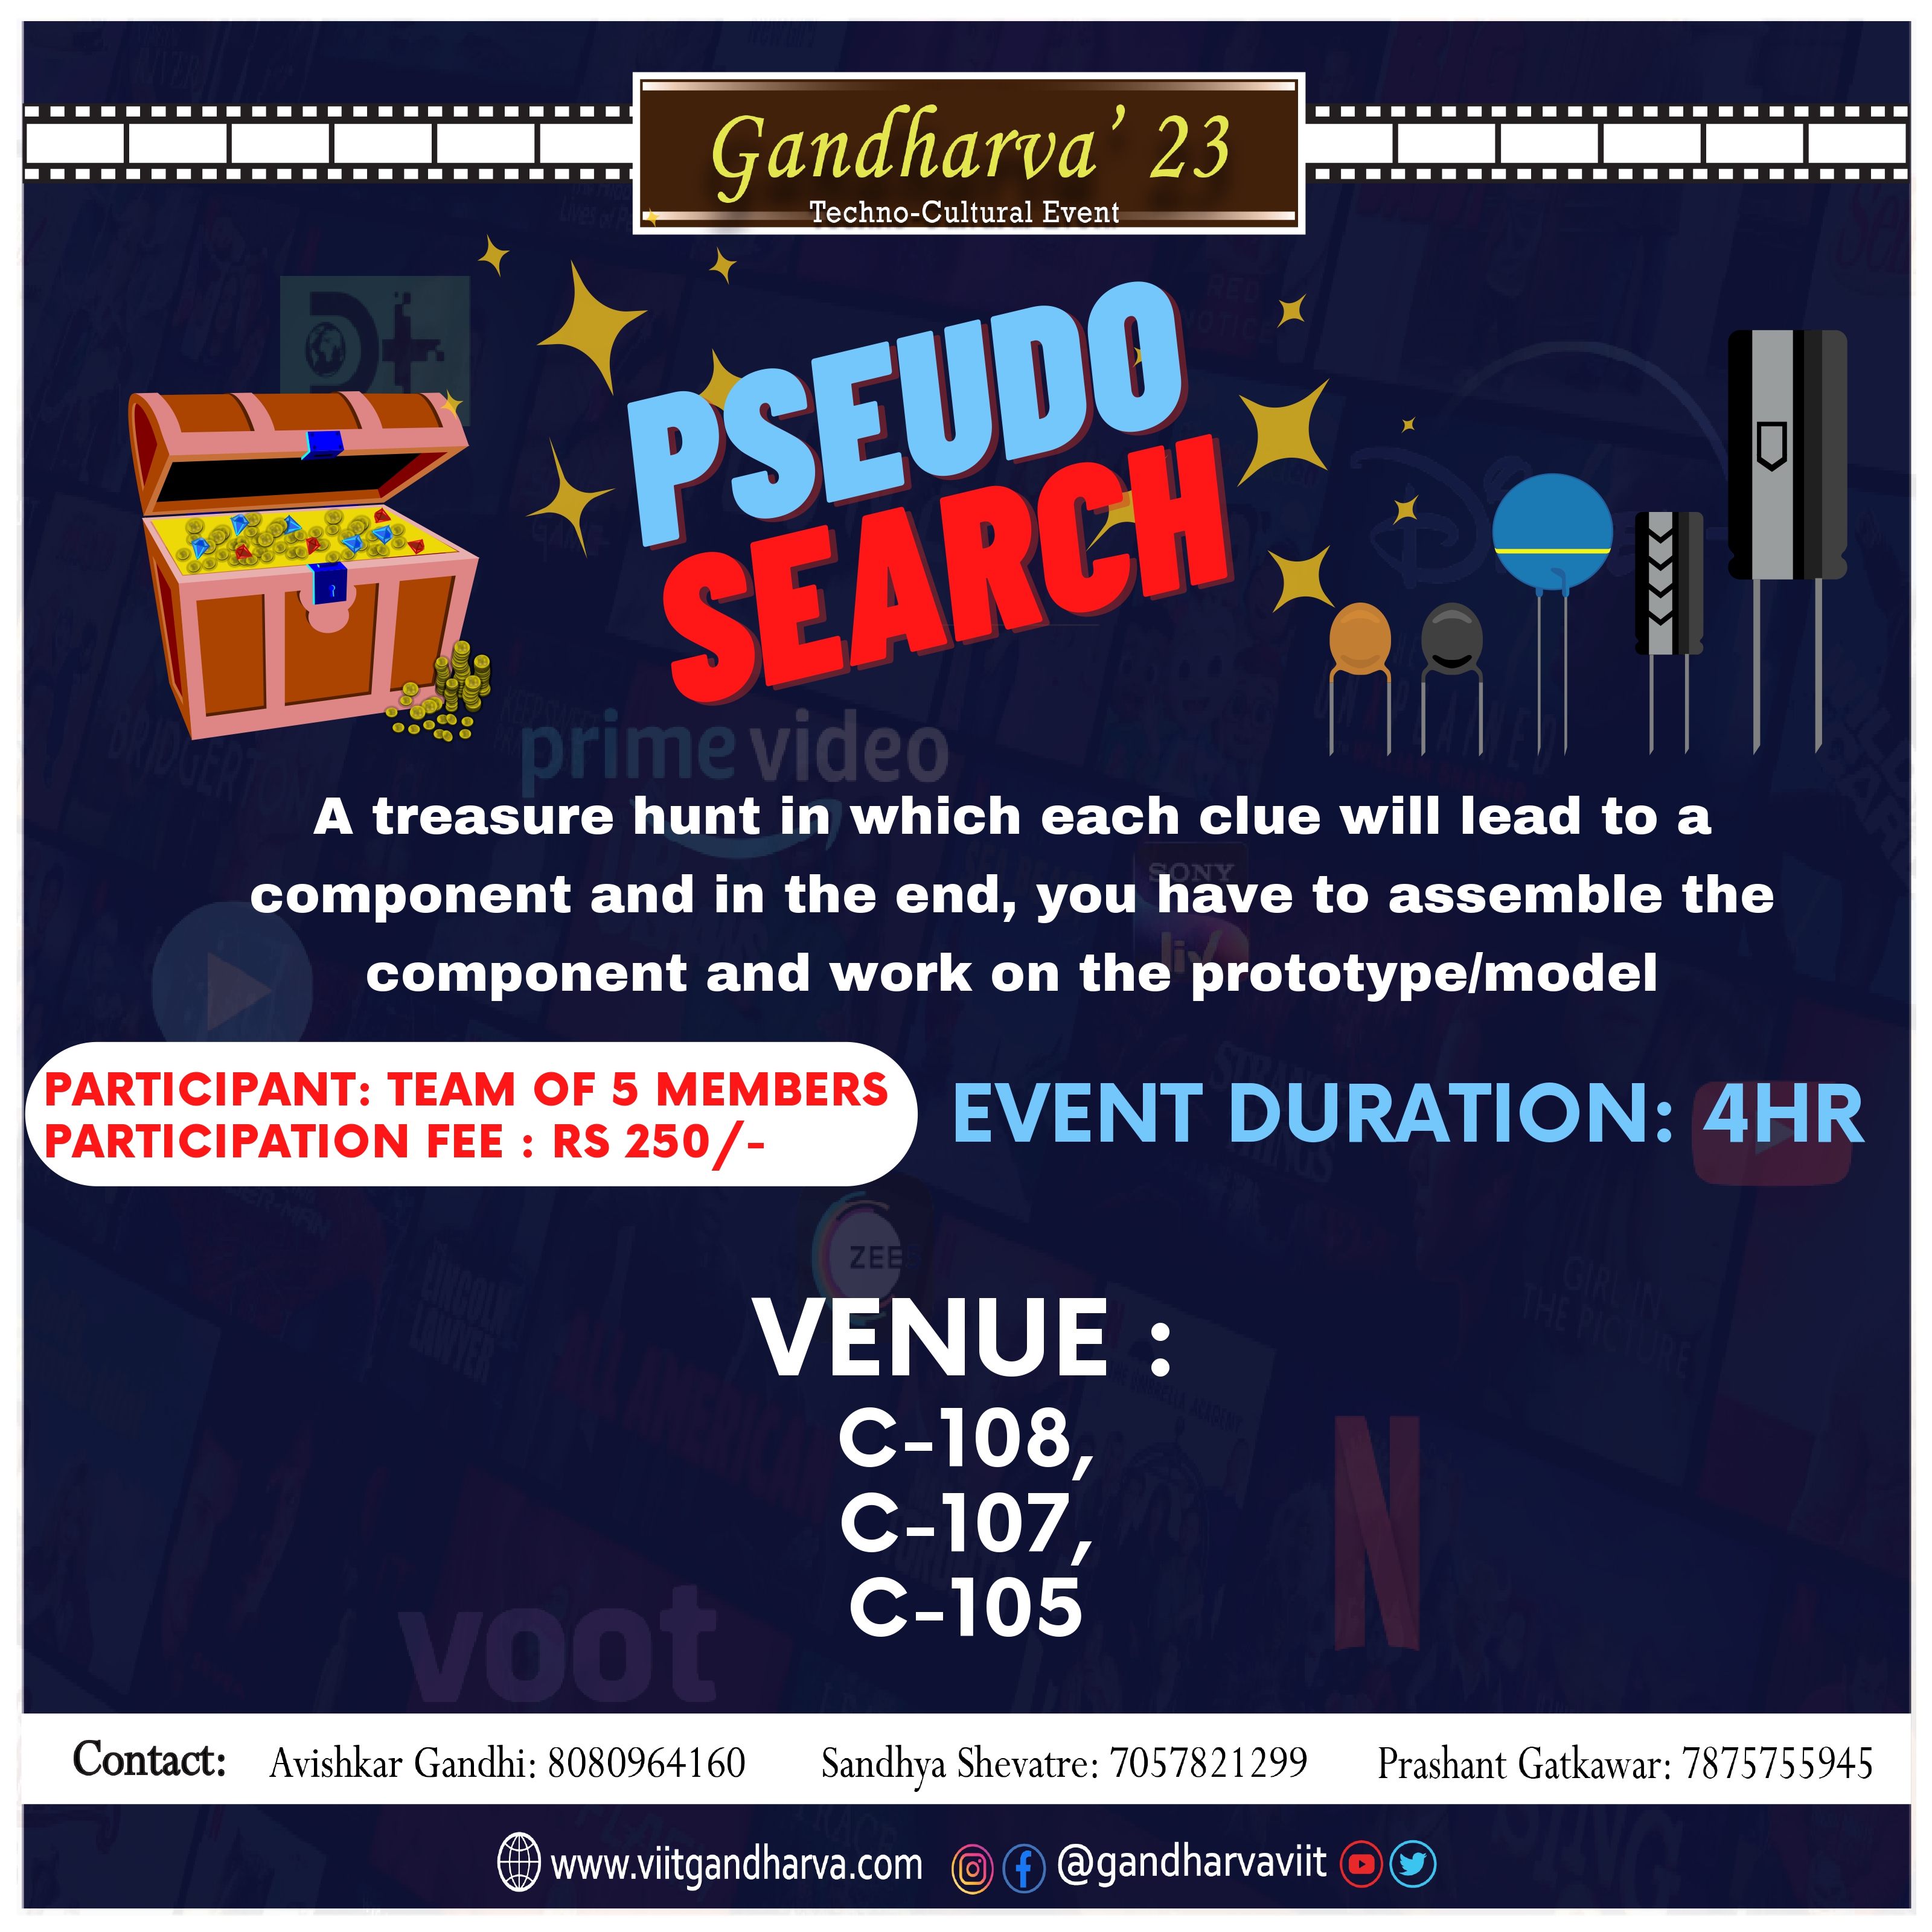 Gandharva’ 23
Techno-Cultural Event
PSEUDO
SEARCH
prime video
A treasure hunt in which each clue will lead to a
component and in the end, you have to assemble the
component and work on the prototype/model
SONY
liv
PARTICIPANT: TEAM OF 5 MEMBERS
PARTICIPATION FEE : RS 250/-
EVENT DURATION: 4HR
ZEE
VENUE :
C-108,
C-107,
C-105
voot
Contact: Avishkar Gandhi: 8080964160 Sandhya Shevatre: 7057821299 Prashant Gatkawar: 7875755945
www.viitgandharva.com @gandharvaviit